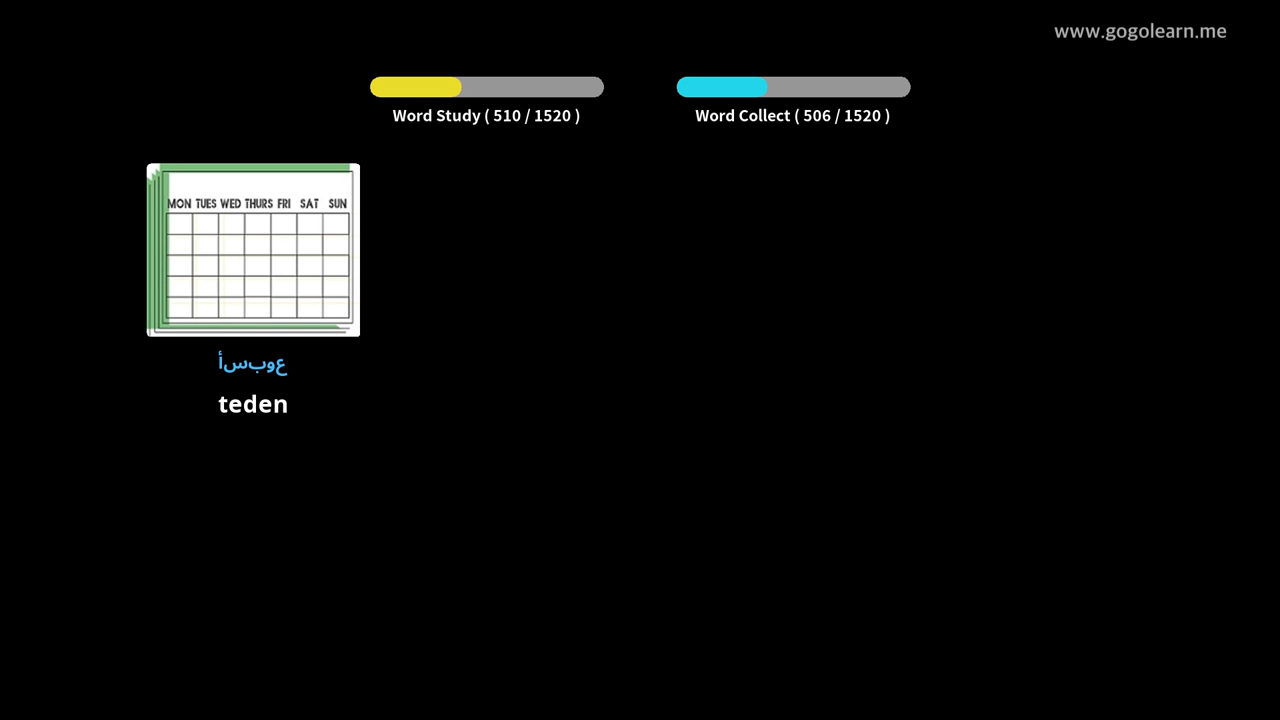 www.gogolearn.me
Word Study ( 510 / 1520 )
Word Collect ( 506 / 1520 )
MON TUES WED THURS FRI SAT SUN
أسبوع
teden